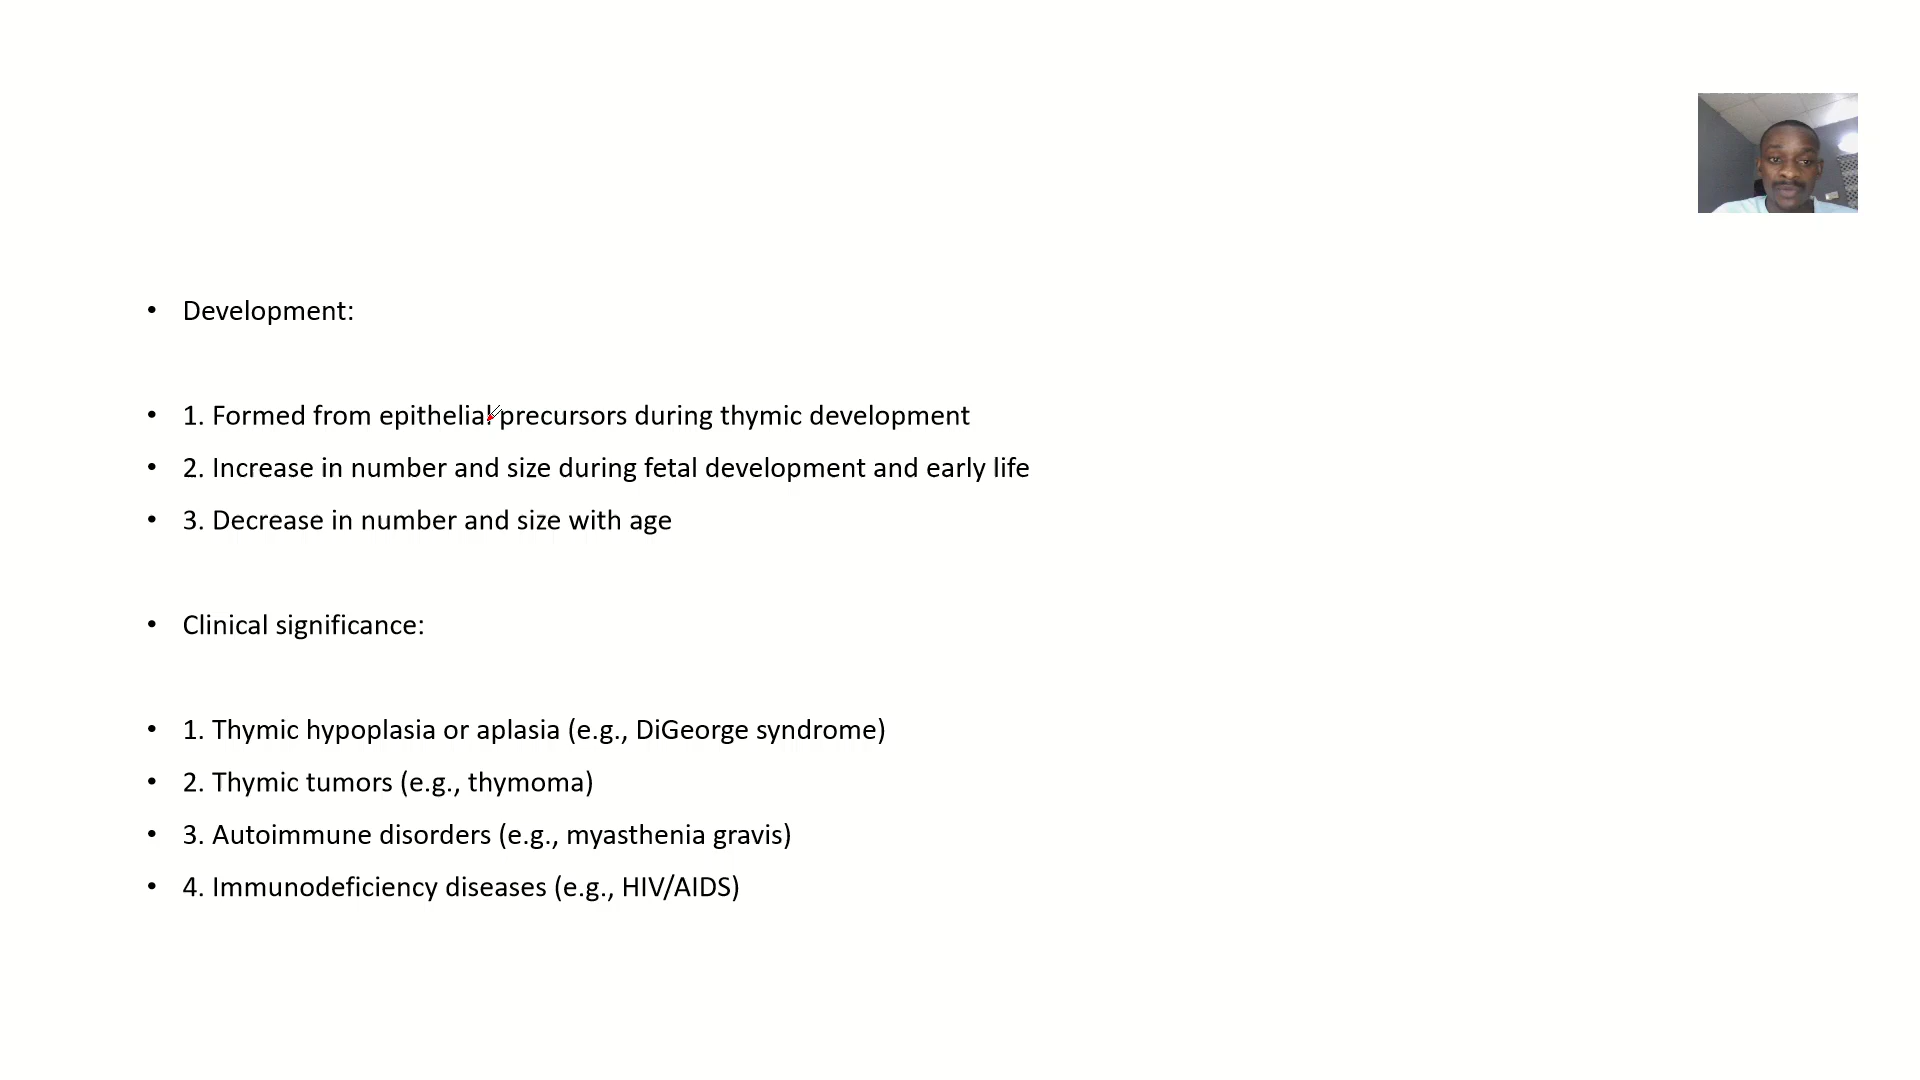 • Development:
• 1. Formed from epithelial precursors during thymic development
• 2. Increase in number and size during fetal development and early life
• 3. Decrease in number and size with age
• Clinical significance:
• 1. Thymic hypoplasia or aplasia (e.g., DiGeorge syndrome)
• 2. Thymic tumors (e.g., thymoma)
• 3. Autoimmune disorders (e.g., myasthenia gravis)
• 4. Immunodeficiency diseases (e.g., HIV/AIDS)